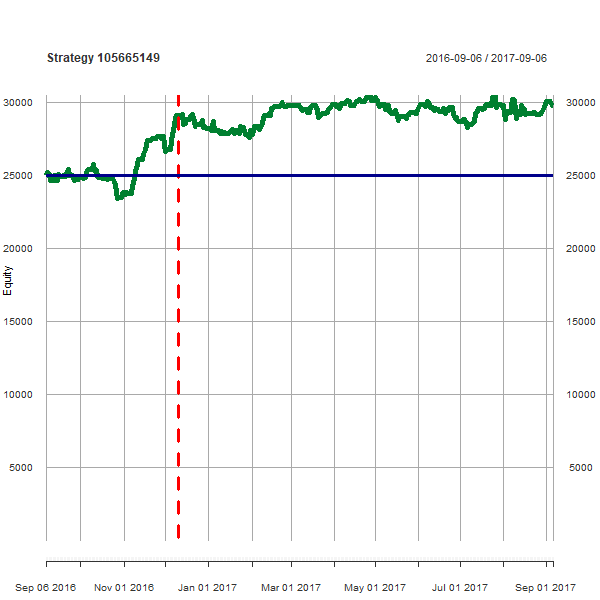 Strategy 105665149
2016-09-06 / 2017-09-06
30000
30000
25000
25000
20000
20000
Equity
15000
15000
10000
10000
5000
5000
Sep 06 2016
Nov 01 2016
Jan 01 2017
Mar 01 2017
May 01 2017
Jul 01 2017
Sep 01 2017